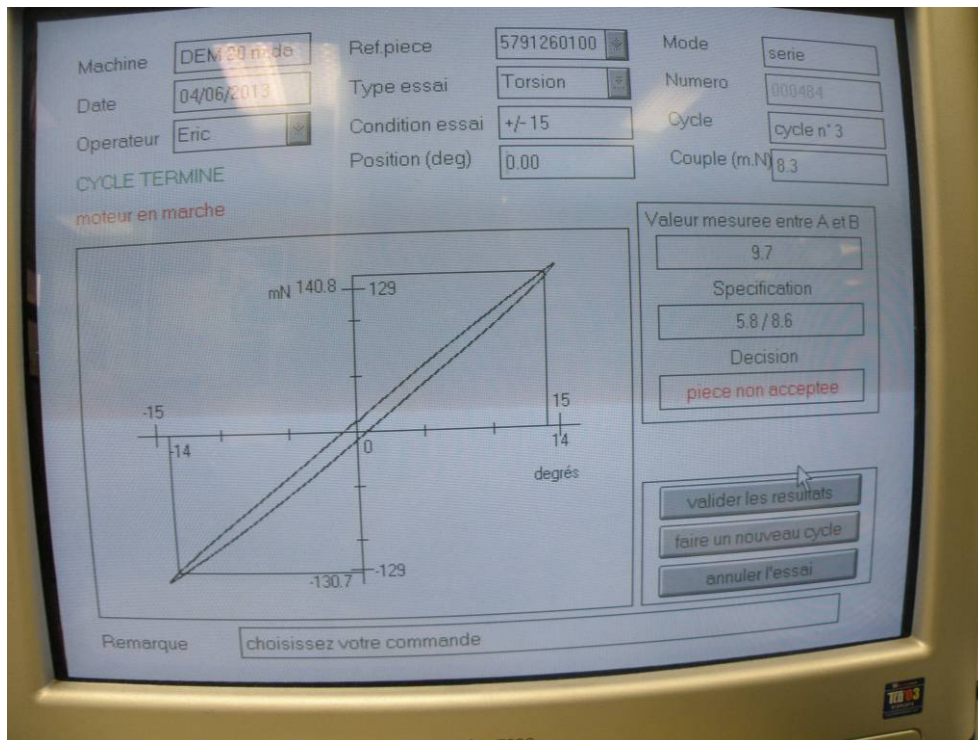 Machine
DEM 20 m.da
Ref.piece
5791260100
Mode
serie
Date
04/06/2013
Type essai
Torsion
Numero
000484
Operateur
Eric
Condition essai
+/- 15
Cycle
cycle n° 3
Position (deg)
0.00
Couple (m.N)
8.3
CYCLE TERMINE
moteur en marche
Valeur mesuree entre A et B
9.7
Specification
5.8 / 8.6
Decision
piece non acceptee
mN 140.8
129
-15
15
-14
0
14
degrés
-130.7
-129
valider les resultats
faire un nouveau cycle
annuler l'essai
Remarque
choisissez votre commande